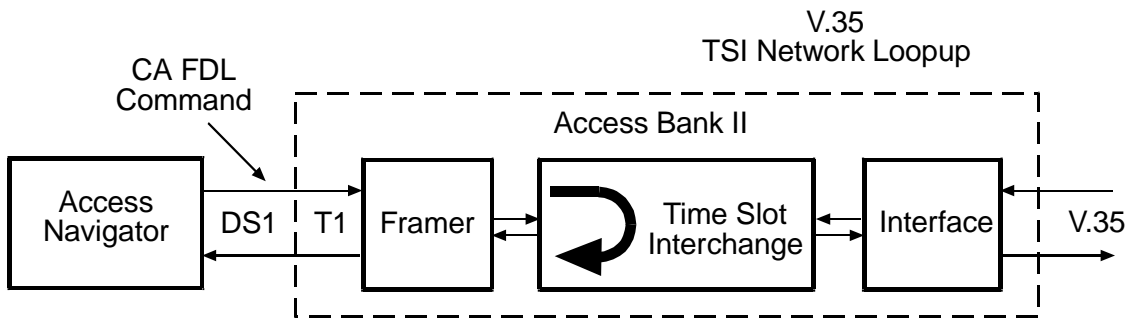 V.35
TSI Network Loopup
CA FDL
Command
Access Bank II
Access
Navigator
DS1
T1
Framer
Time Slot
Interchange
Interface
V.35